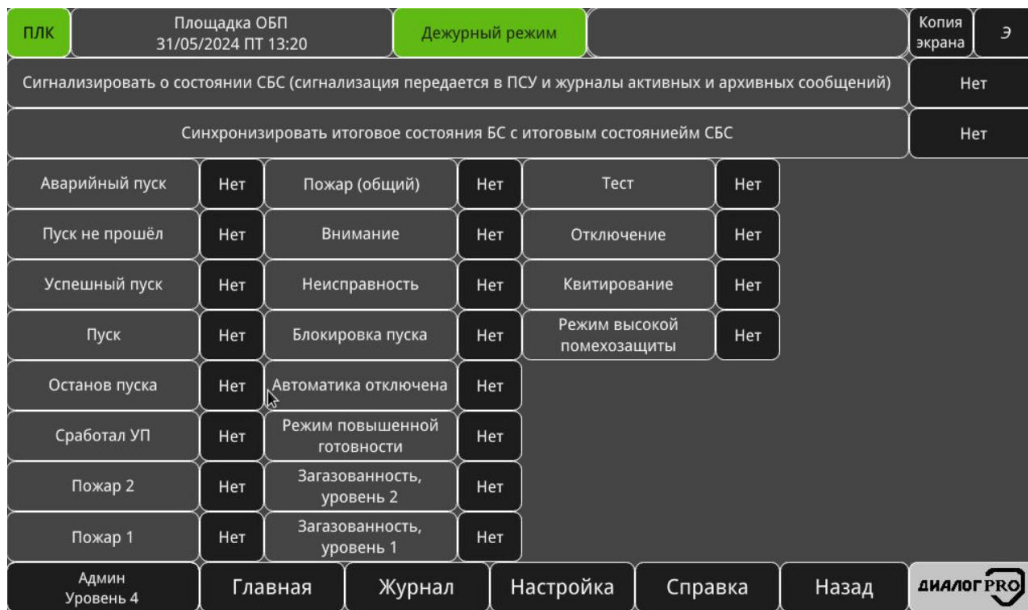 ПЛК
Площадка ОБП
31/05/2024 ПТ 13:20
Дежурный режим
Копия
экрана
Э
Сигнализировать о состоянии СБС (сигнализация передается в ПСУ и журналы активных и архивных сообщений)
Нет
Синхронизировать итоговое состояния БС с итоговым состояниейм СБС
Нет
Аварийный пуск
Нет
Пожар (общий)
Нет
Тест
Нет
Пуск не прошёл
Нет
Внимание
Нет
Отключение
Нет
Успешный пуск
Нет
Неисправность
Нет
Квитирование
Нет
Пуск
Нет
Блокировка пуска
Нет
Режим высокой
помехозащиты
Нет
Останов пуска
Нет
Автоматика отключена
Нет
Сработал УП
Нет
Режим повышенной
готовности
Нет
Пожар 2
Нет
Загазованность,
уровень 2
Нет
Пожар 1
Нет
Загазованность,
уровень 1
Нет
Админ
Уровень 4
Главная
Журнал
Настройка
Справка
Назад
ДИАЛОГ PRO